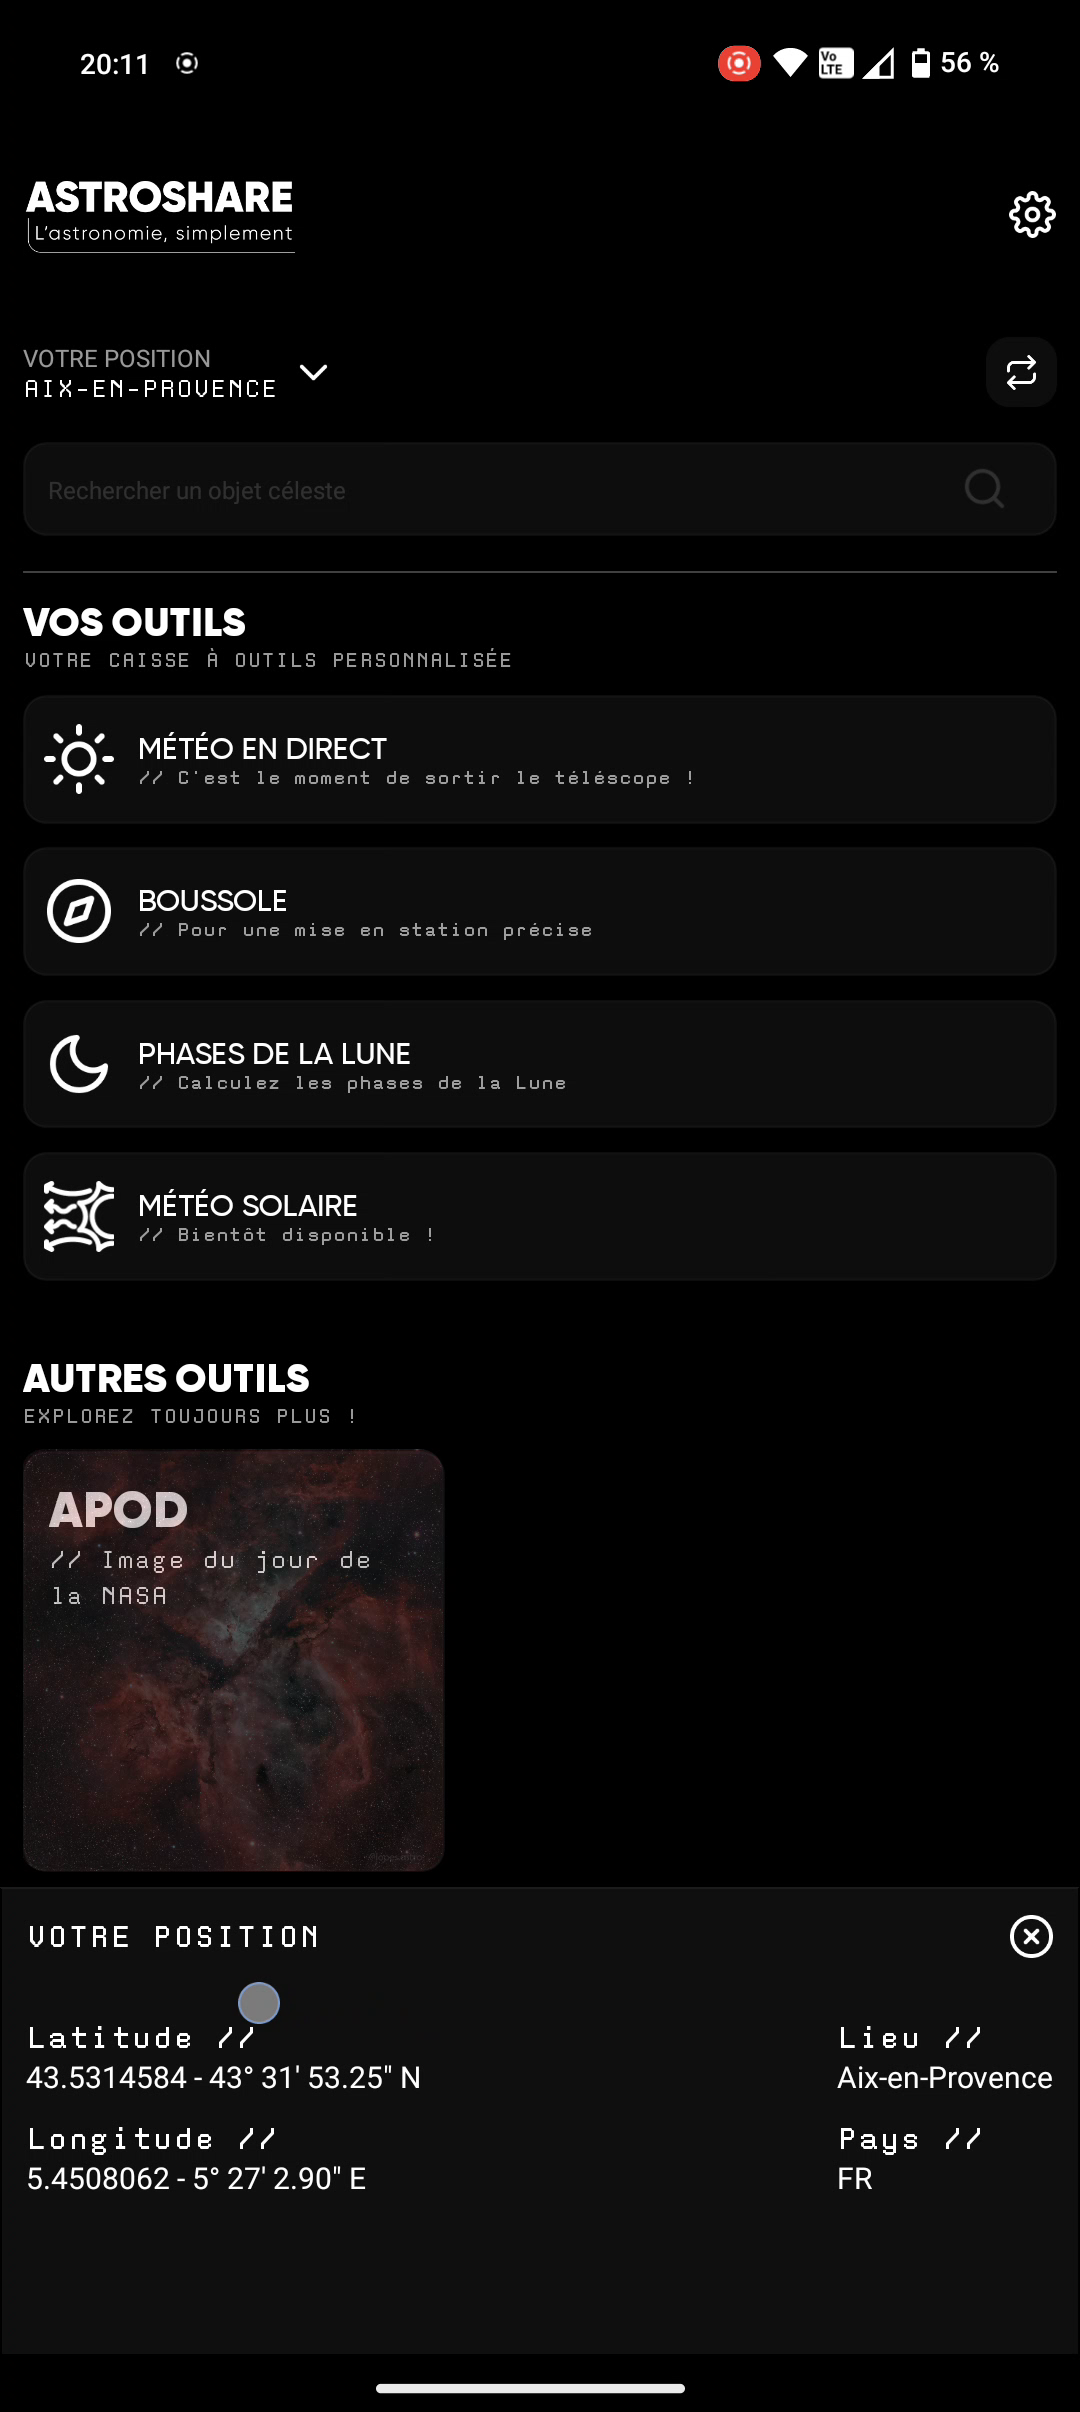 20:11
Vo LTE
56 %
ASTROSHARE
L'astronomie, simplement
VOTRE POSITION
AIX-EN-PROVENCE
Rechercher un objet céleste
VOS OUTILS
VOTRE CAISSE À OUTILS PERSONNALISÉE
MÉTÉO EN DIRECT
// C'est le moment de sortir le téléscope !
BOUSSOLE
// Pour une mise en station précise
PHASES DE LA LUNE
// Calculez les phases de la Lune
MÉTÉO SOLAIRE
// Bientôt disponible !
AUTRES OUTILS
EXPLOREZ TOUJOURS PLUS !
APOD
// Image du jour de
la NASA
VOTRE POSITION
Latitude //
43.5314584 - 43° 31' 53.25" N
Lieu //
Aix-en-Provence
Longitude //
5.4508062 - 5° 27' 2.90" E
Pays //
FR